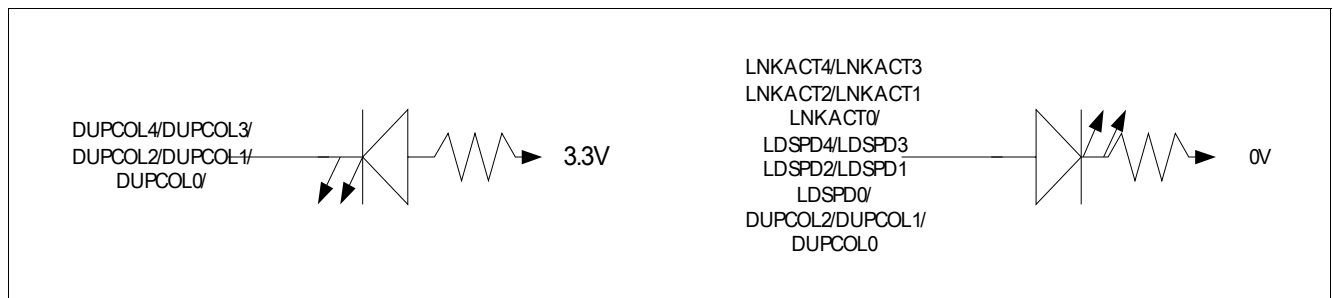 DUPCOL4/DUPCOL3/
DUPCOL2/DUPCOL1/
DUPCOL0/
3.3V
LNKACT4/LNKACT3
LNKACT2/LNKACT1
LNKACT0/
LDSPD4/LDSPD3
LDSPD2/LDSPD1
LDSPD0/
DUPCOL2/DUPCOL1/
DUPCOL0
0V